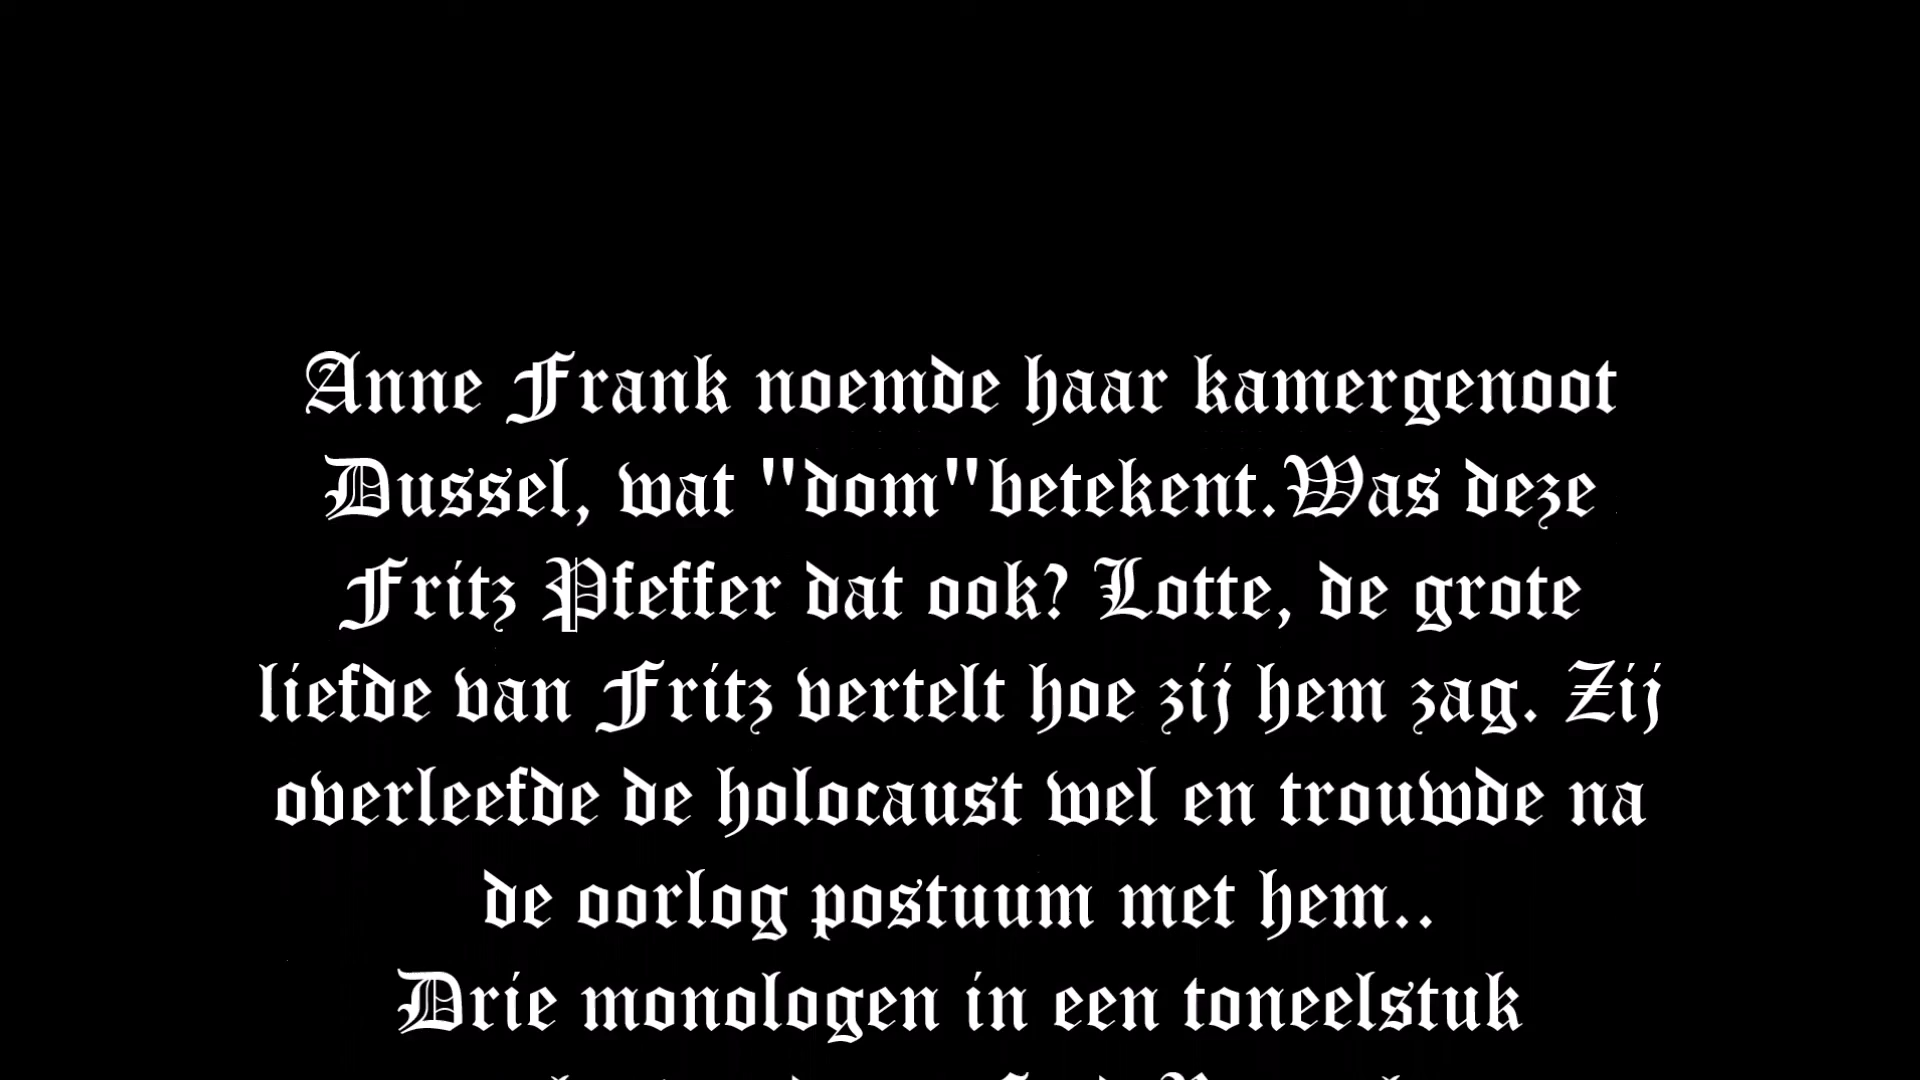 Anne Frank noemde haar kamergenoot
Dussel, wat "dom"betekent.Was deze
Fritz Pfeffer dat ook? Lotte, de grote
liefde van Fritz vertelt hoe zij hem zag. Zij
overleefde de holocaust wel en trouwde na
de oorlog postuum met hem..
Drie monologen in een toneelstuk